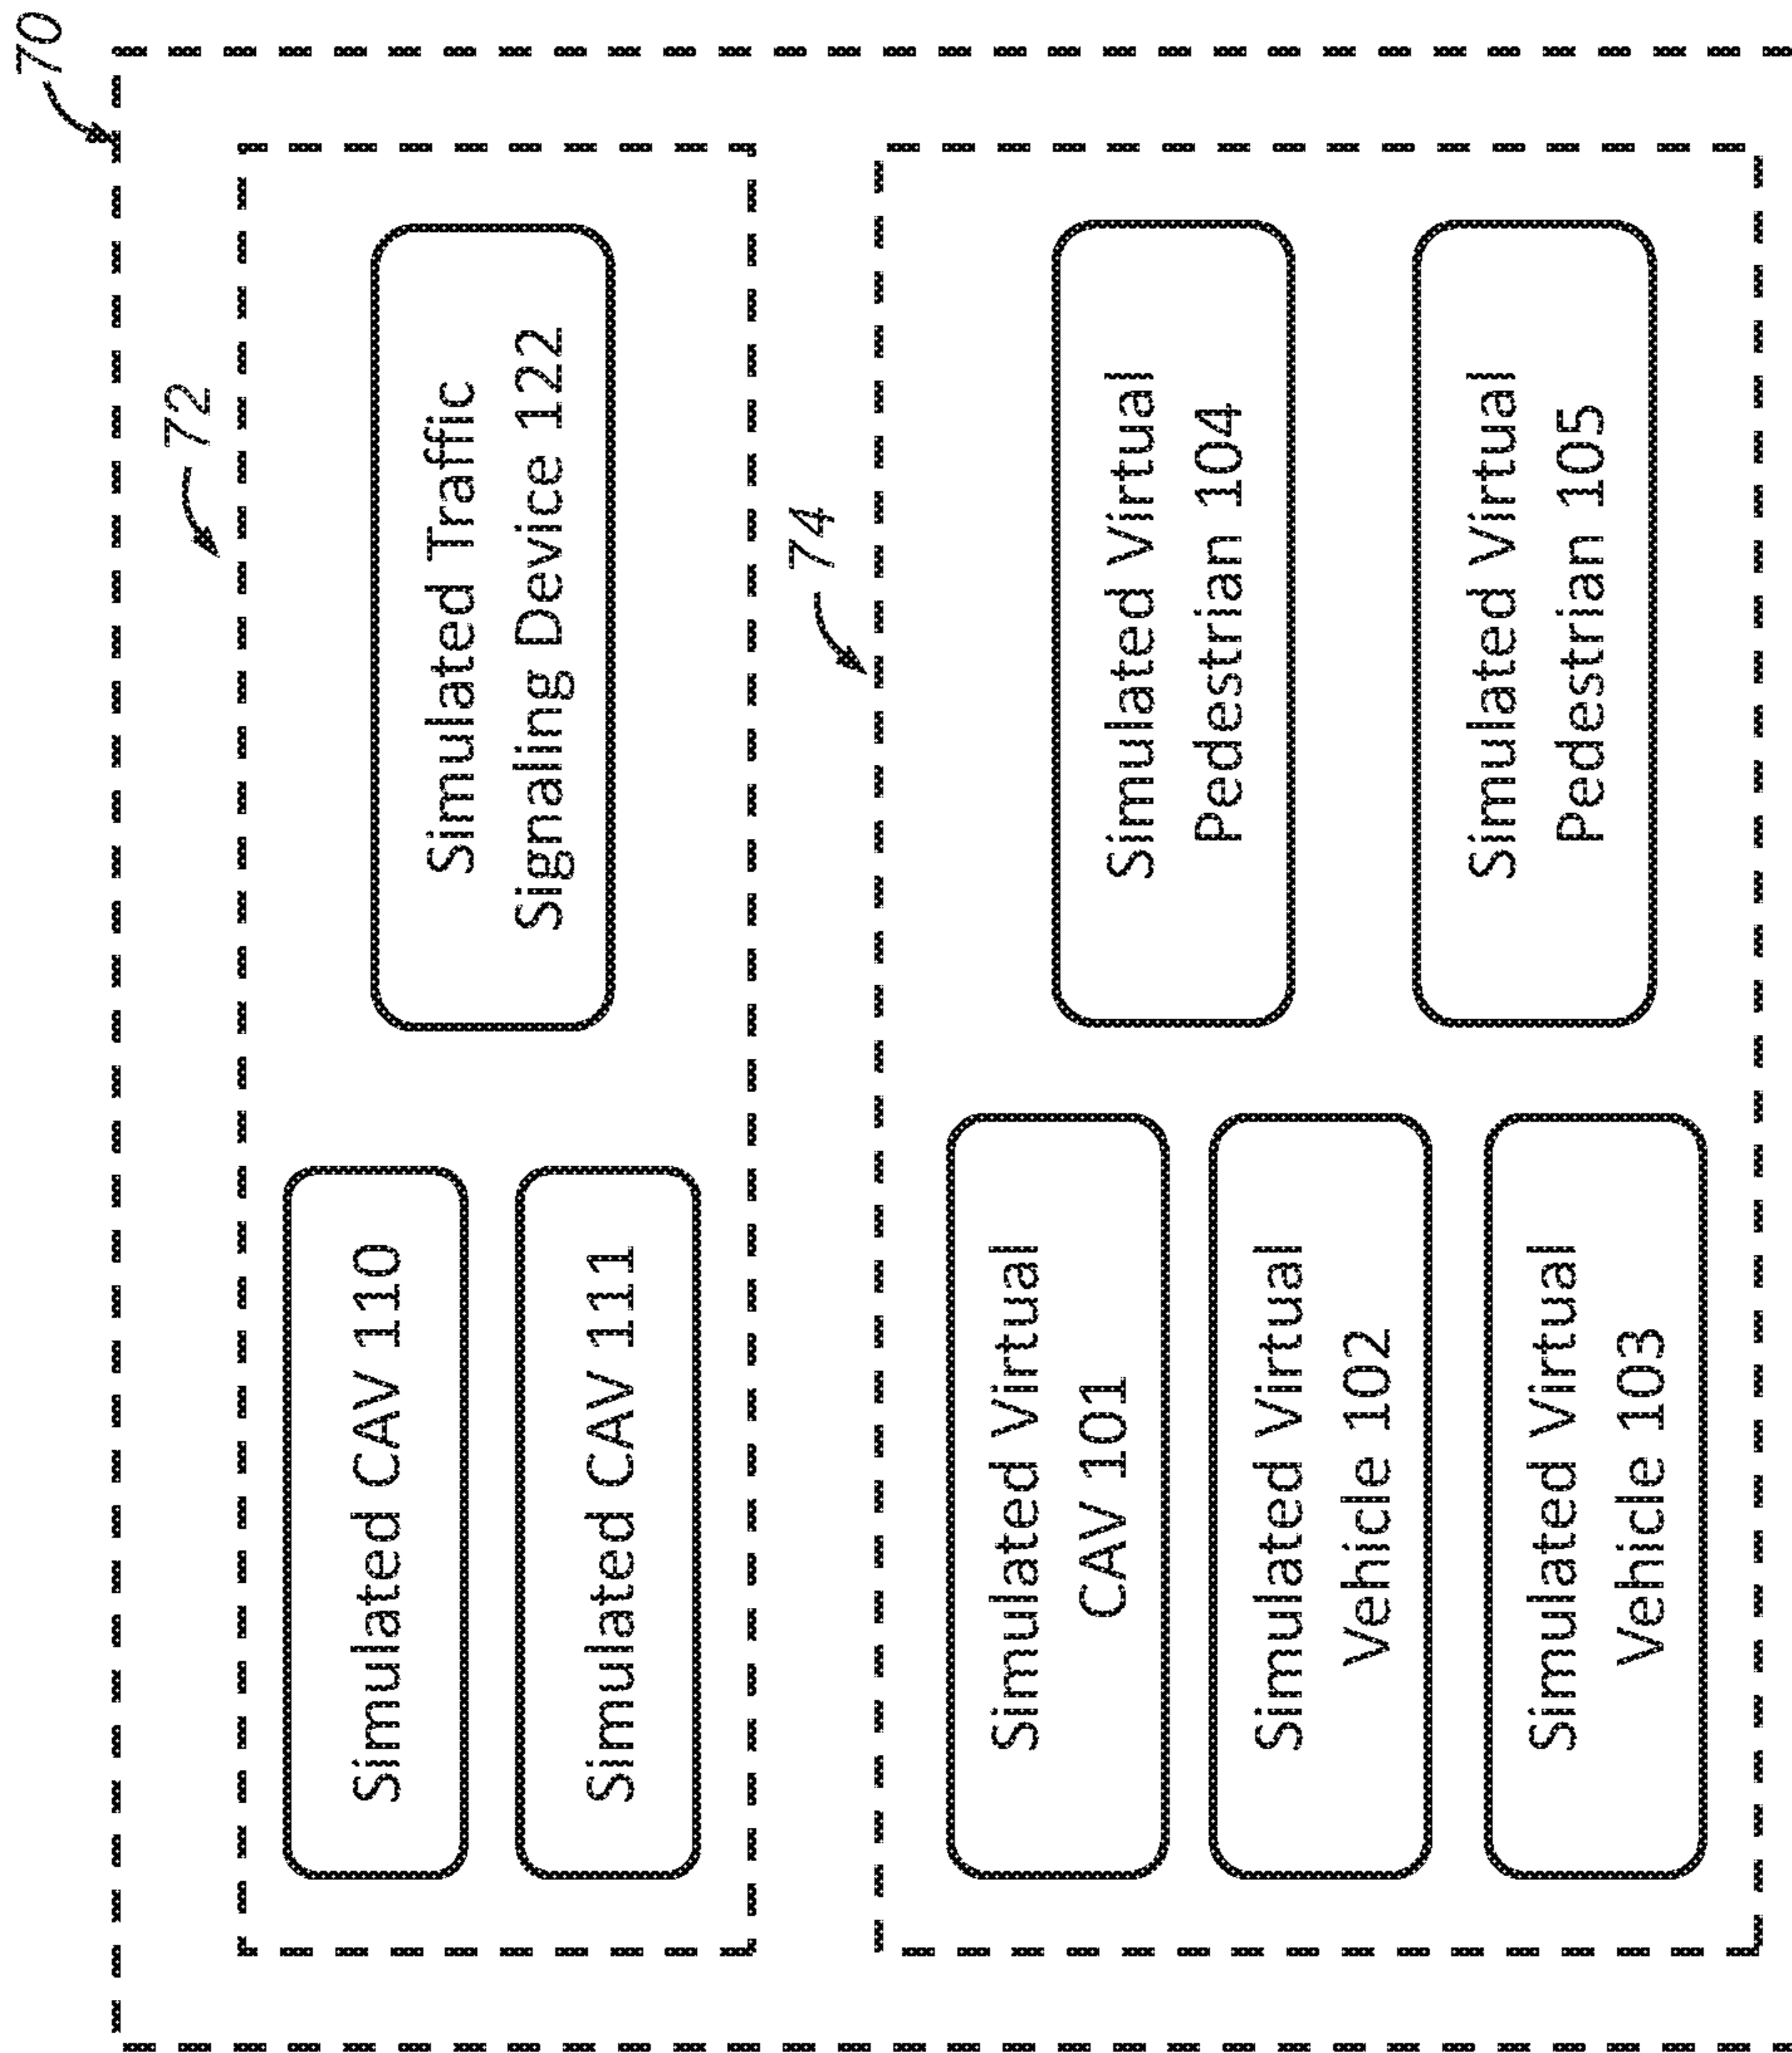 70
72
Simulated CAV 110
Simulated CAV 111
Simulated Traffic
Signaling Device 122
74
Simulated Virtual
CAV 101
Simulated Virtual
Vehicle 102
Simulated Virtual
Vehicle 103
Simulated Virtual
Pedestrian 104
Simulated Virtual
Pedestrian 105